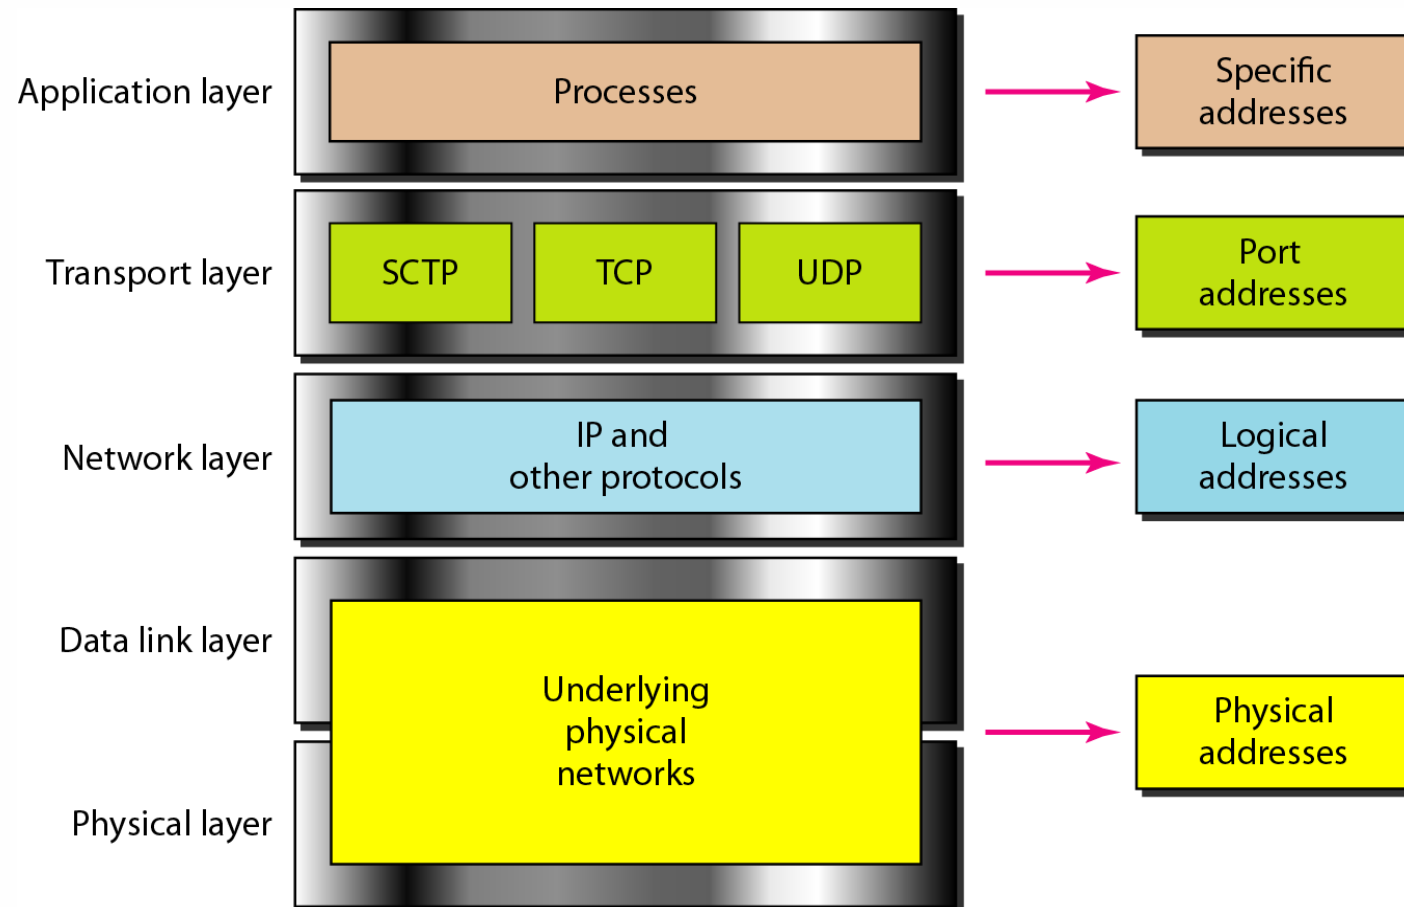 Application layer
Processes
Specific
addresses
Transport layer
SCTP
TCP
UDP
Port
addresses
Network layer
IP and
other protocols
Logical
addresses
Data link layer
Underlying
physical
networks
Physical
addresses
Physical layer